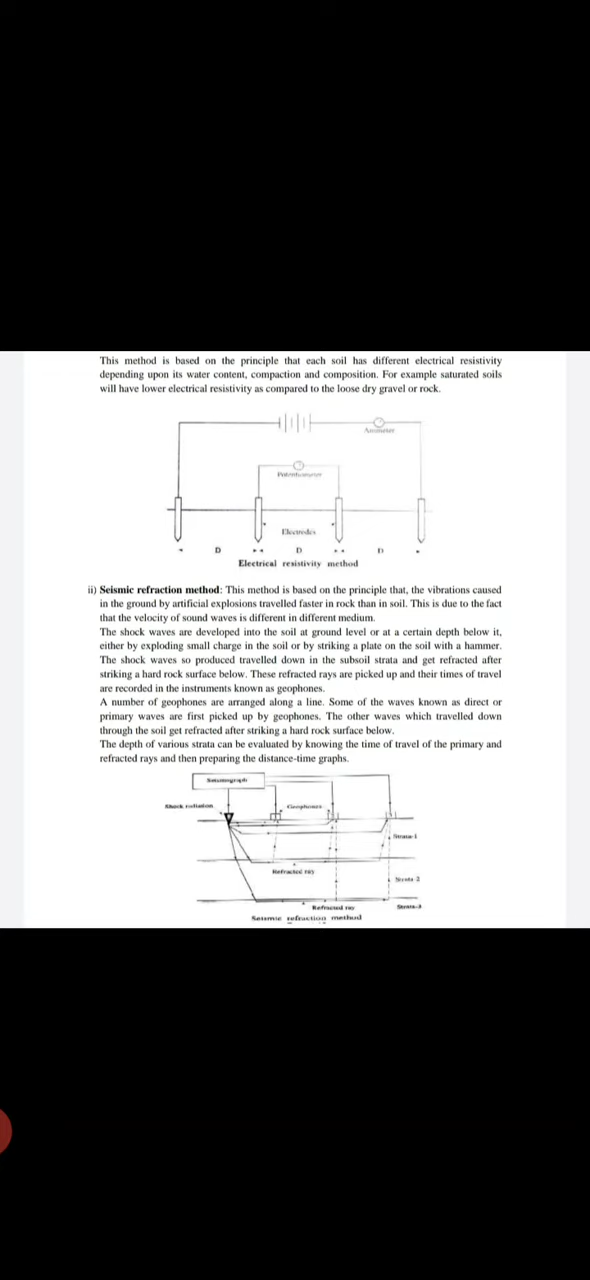 This method is based on the principle that each soil has different electrical resistivity
depending upon its water content, compaction and composition. For example saturated soils
will have lower electrical resistivity as compared to the loose dry gravel or rock.
Ammeter
Potentiometer
Electrodes
D D D
Electrical resistivity method
ii) Seismic refraction method: This method is based on the principle that, the vibrations caused
in the ground by artificial explosions travelled faster in rock than in soil. This is due to the fact
that the velocity of sound waves is different in different medium.
The shock waves are developed into the soil at ground level or at a certain depth below it,
either by exploding small charge in the soil or by striking a plate on the soil with a hammer.
The shock waves so produced travelled down in the subsoil strata and get refracted after
striking a hard rock surface below. These refracted rays are picked up and their times of travel
are recorded in the instruments known as geophones.
A number of geophones are arranged along a line. Some of the waves known as direct or
primary waves are first picked up by geophones. The other waves which travelled down
through the soil get refracted after striking a hard rock surface below.
The depth of various strata can be evaluated by knowing the time of travel of the primary and
refracted rays and then preparing the distance-time graphs.
Shock radiation
Geophones
Strata-1
Refracted ray
Strata-2
Refracted ray
Strata-3
Seismic refraction method